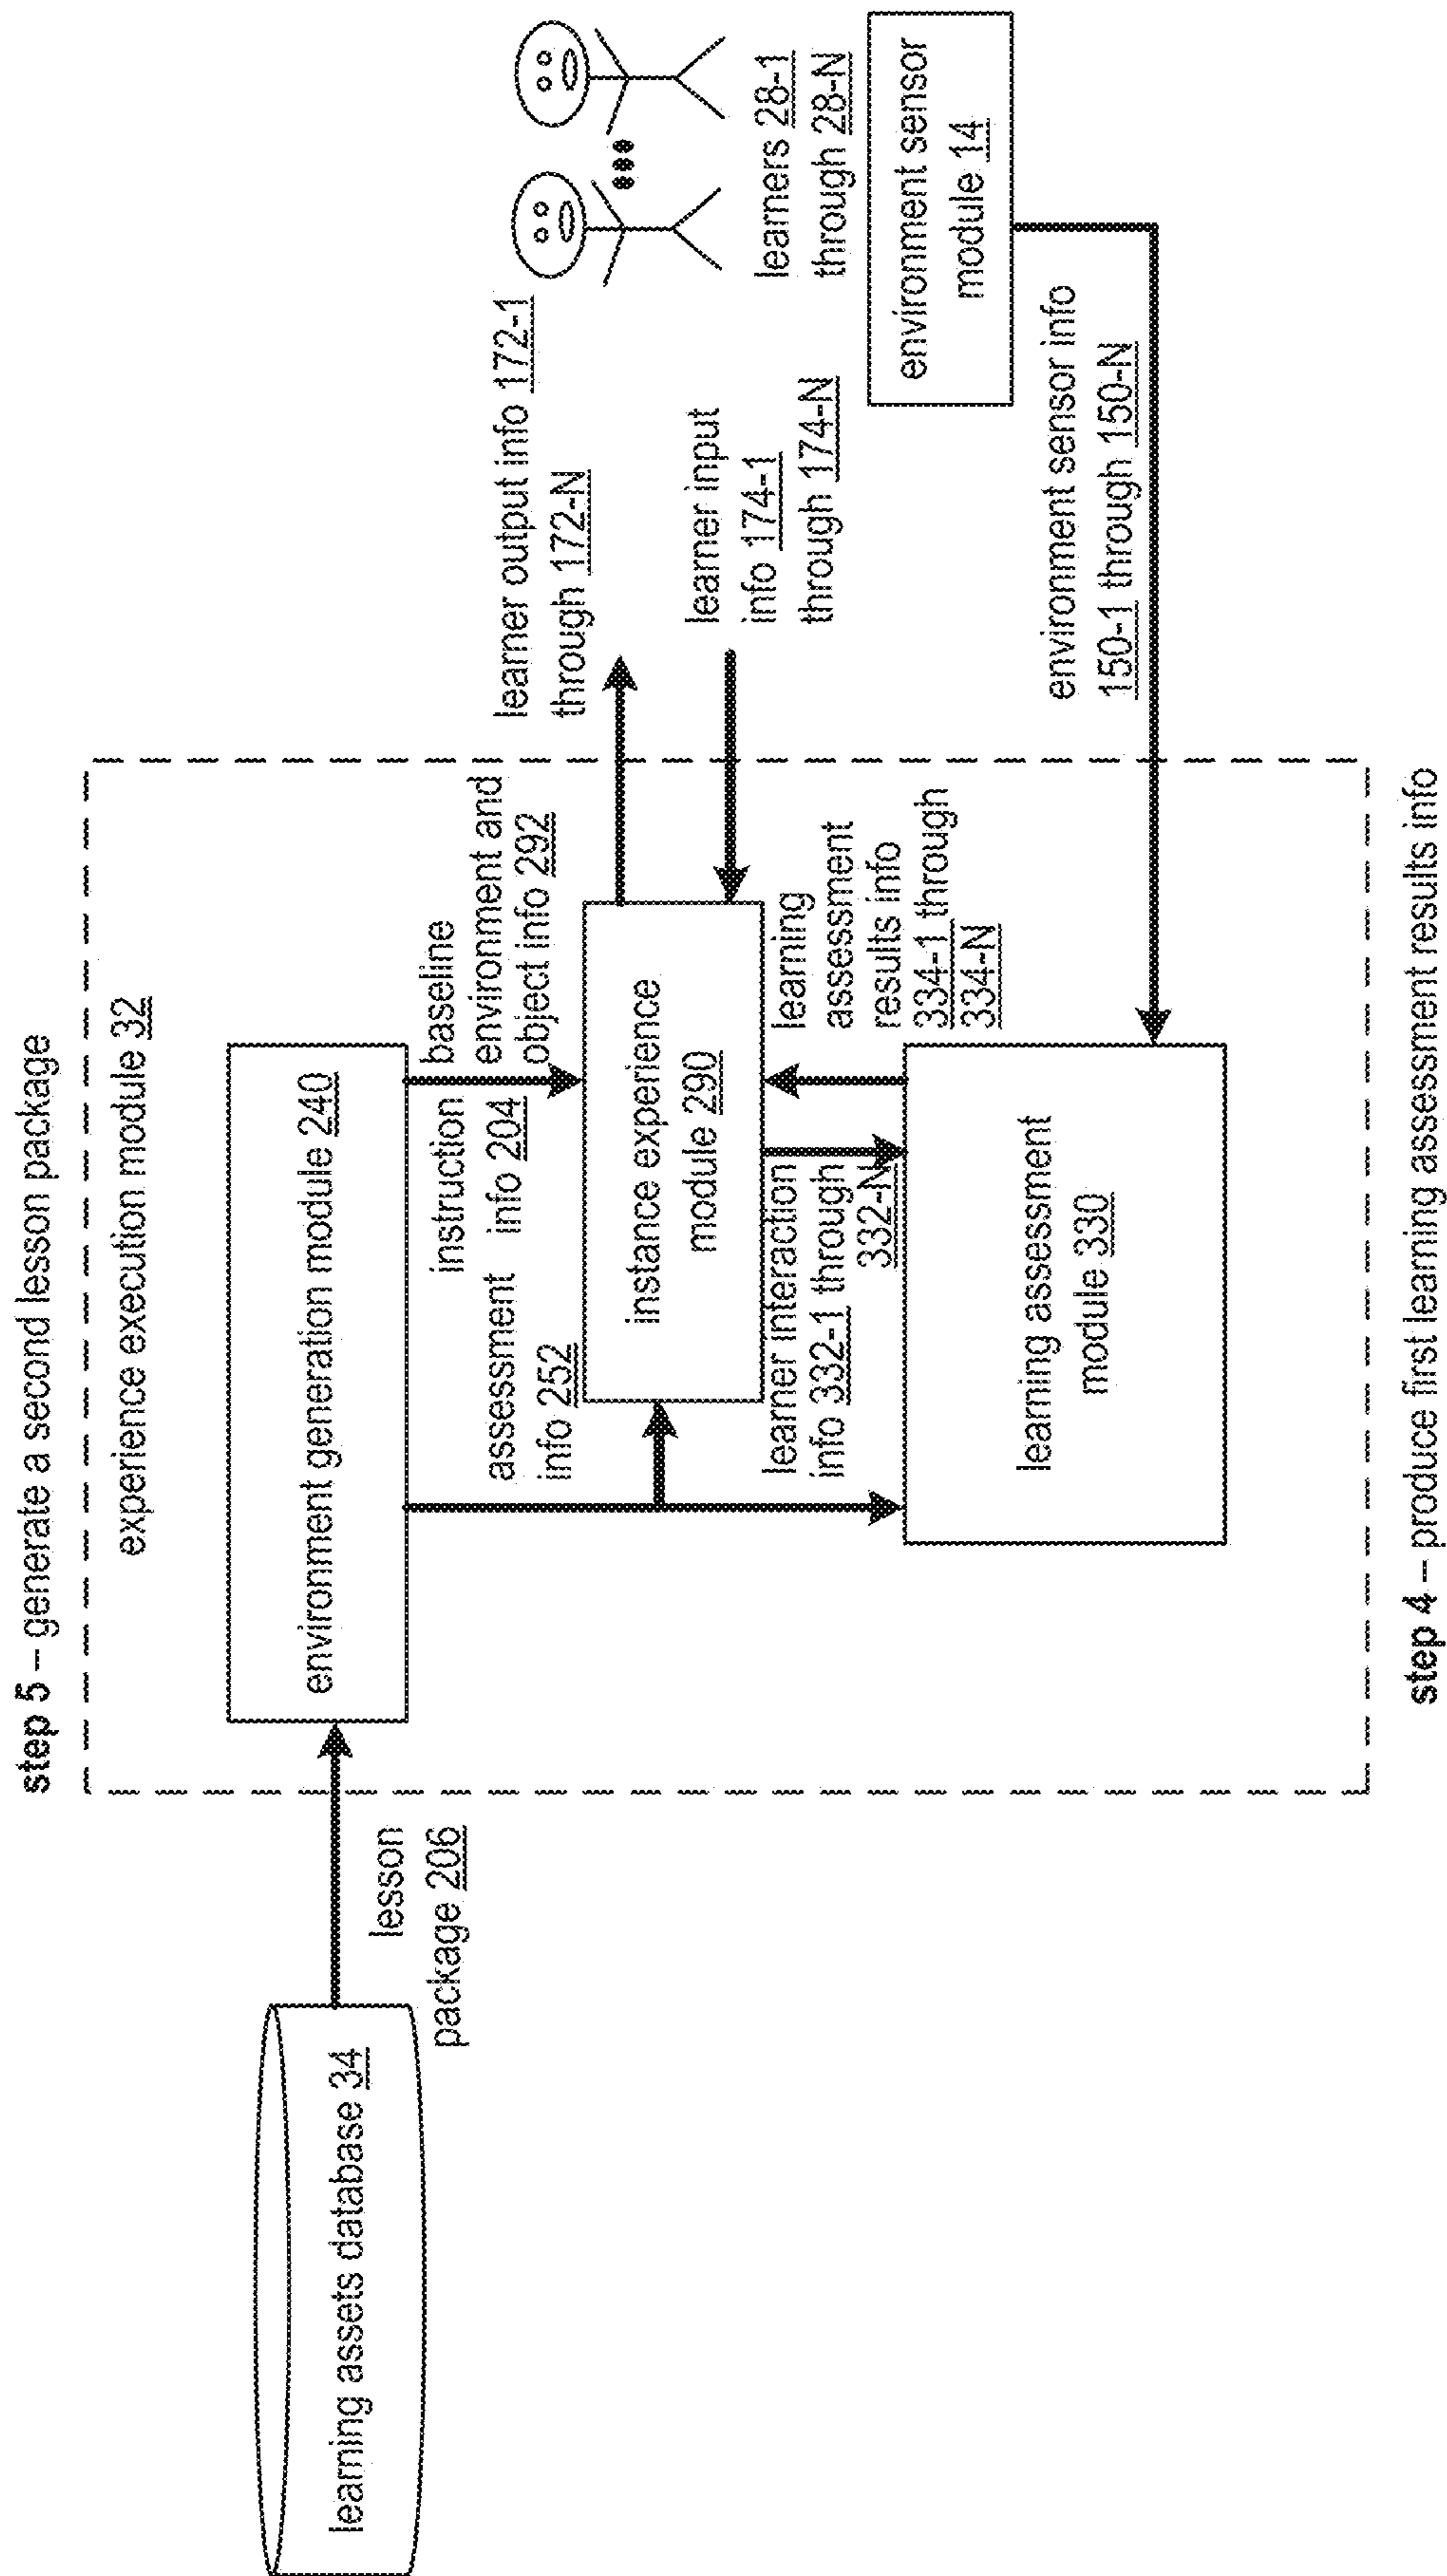 step 5 – generate a second lesson package
experience execution module 32
learning assets database 34
lesson
package 206
environment generation module 240
assessment
info 252
instruction
info 204
baseline
environment and
object info 292
instance experience
module 290
learner interaction
info 332-1 through
332-N
learning
assessment
results info
334-1 through
334-N
learning assessment
module 330
learner output info 172-1
through 172-N
learner input
info 174-1
through 174-N
learners 28-1
through 28-N
environment sensor
module 14
environment sensor info
150-1 through 150-N
step 4 – produce first learning assessment results info